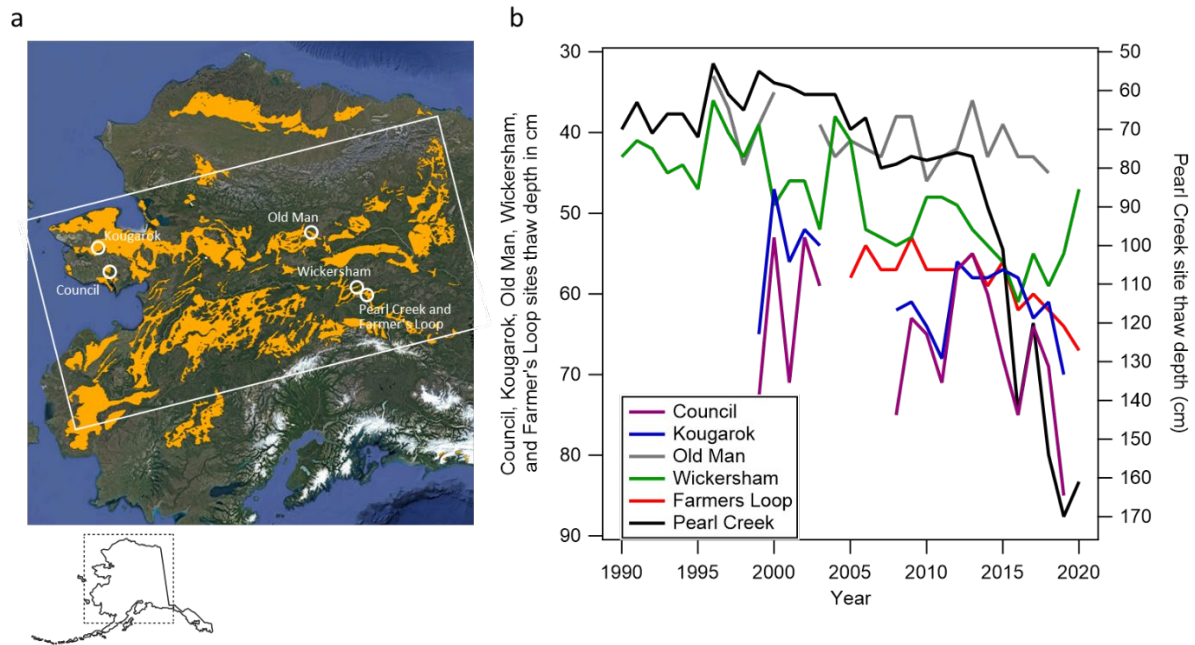 a
Kougarok
Council
Old Man
Wickersham
Pearl Creek and
Farmer's Loop
b
Council, Kougarok, Old Man, Wickersham,
and Farmer's Loop sites thaw depth in cm
30
40
50
60
70
80
90
Council
Kougarok
Old Man
Wickersham
Farmers Loop
Pearl Creek
1990
1995
2000
2005
2010
2015
2020
Year
50
60
70
80
90
100
110
120
130
140
150
160
170
Pearl Creek site thaw depth (cm)